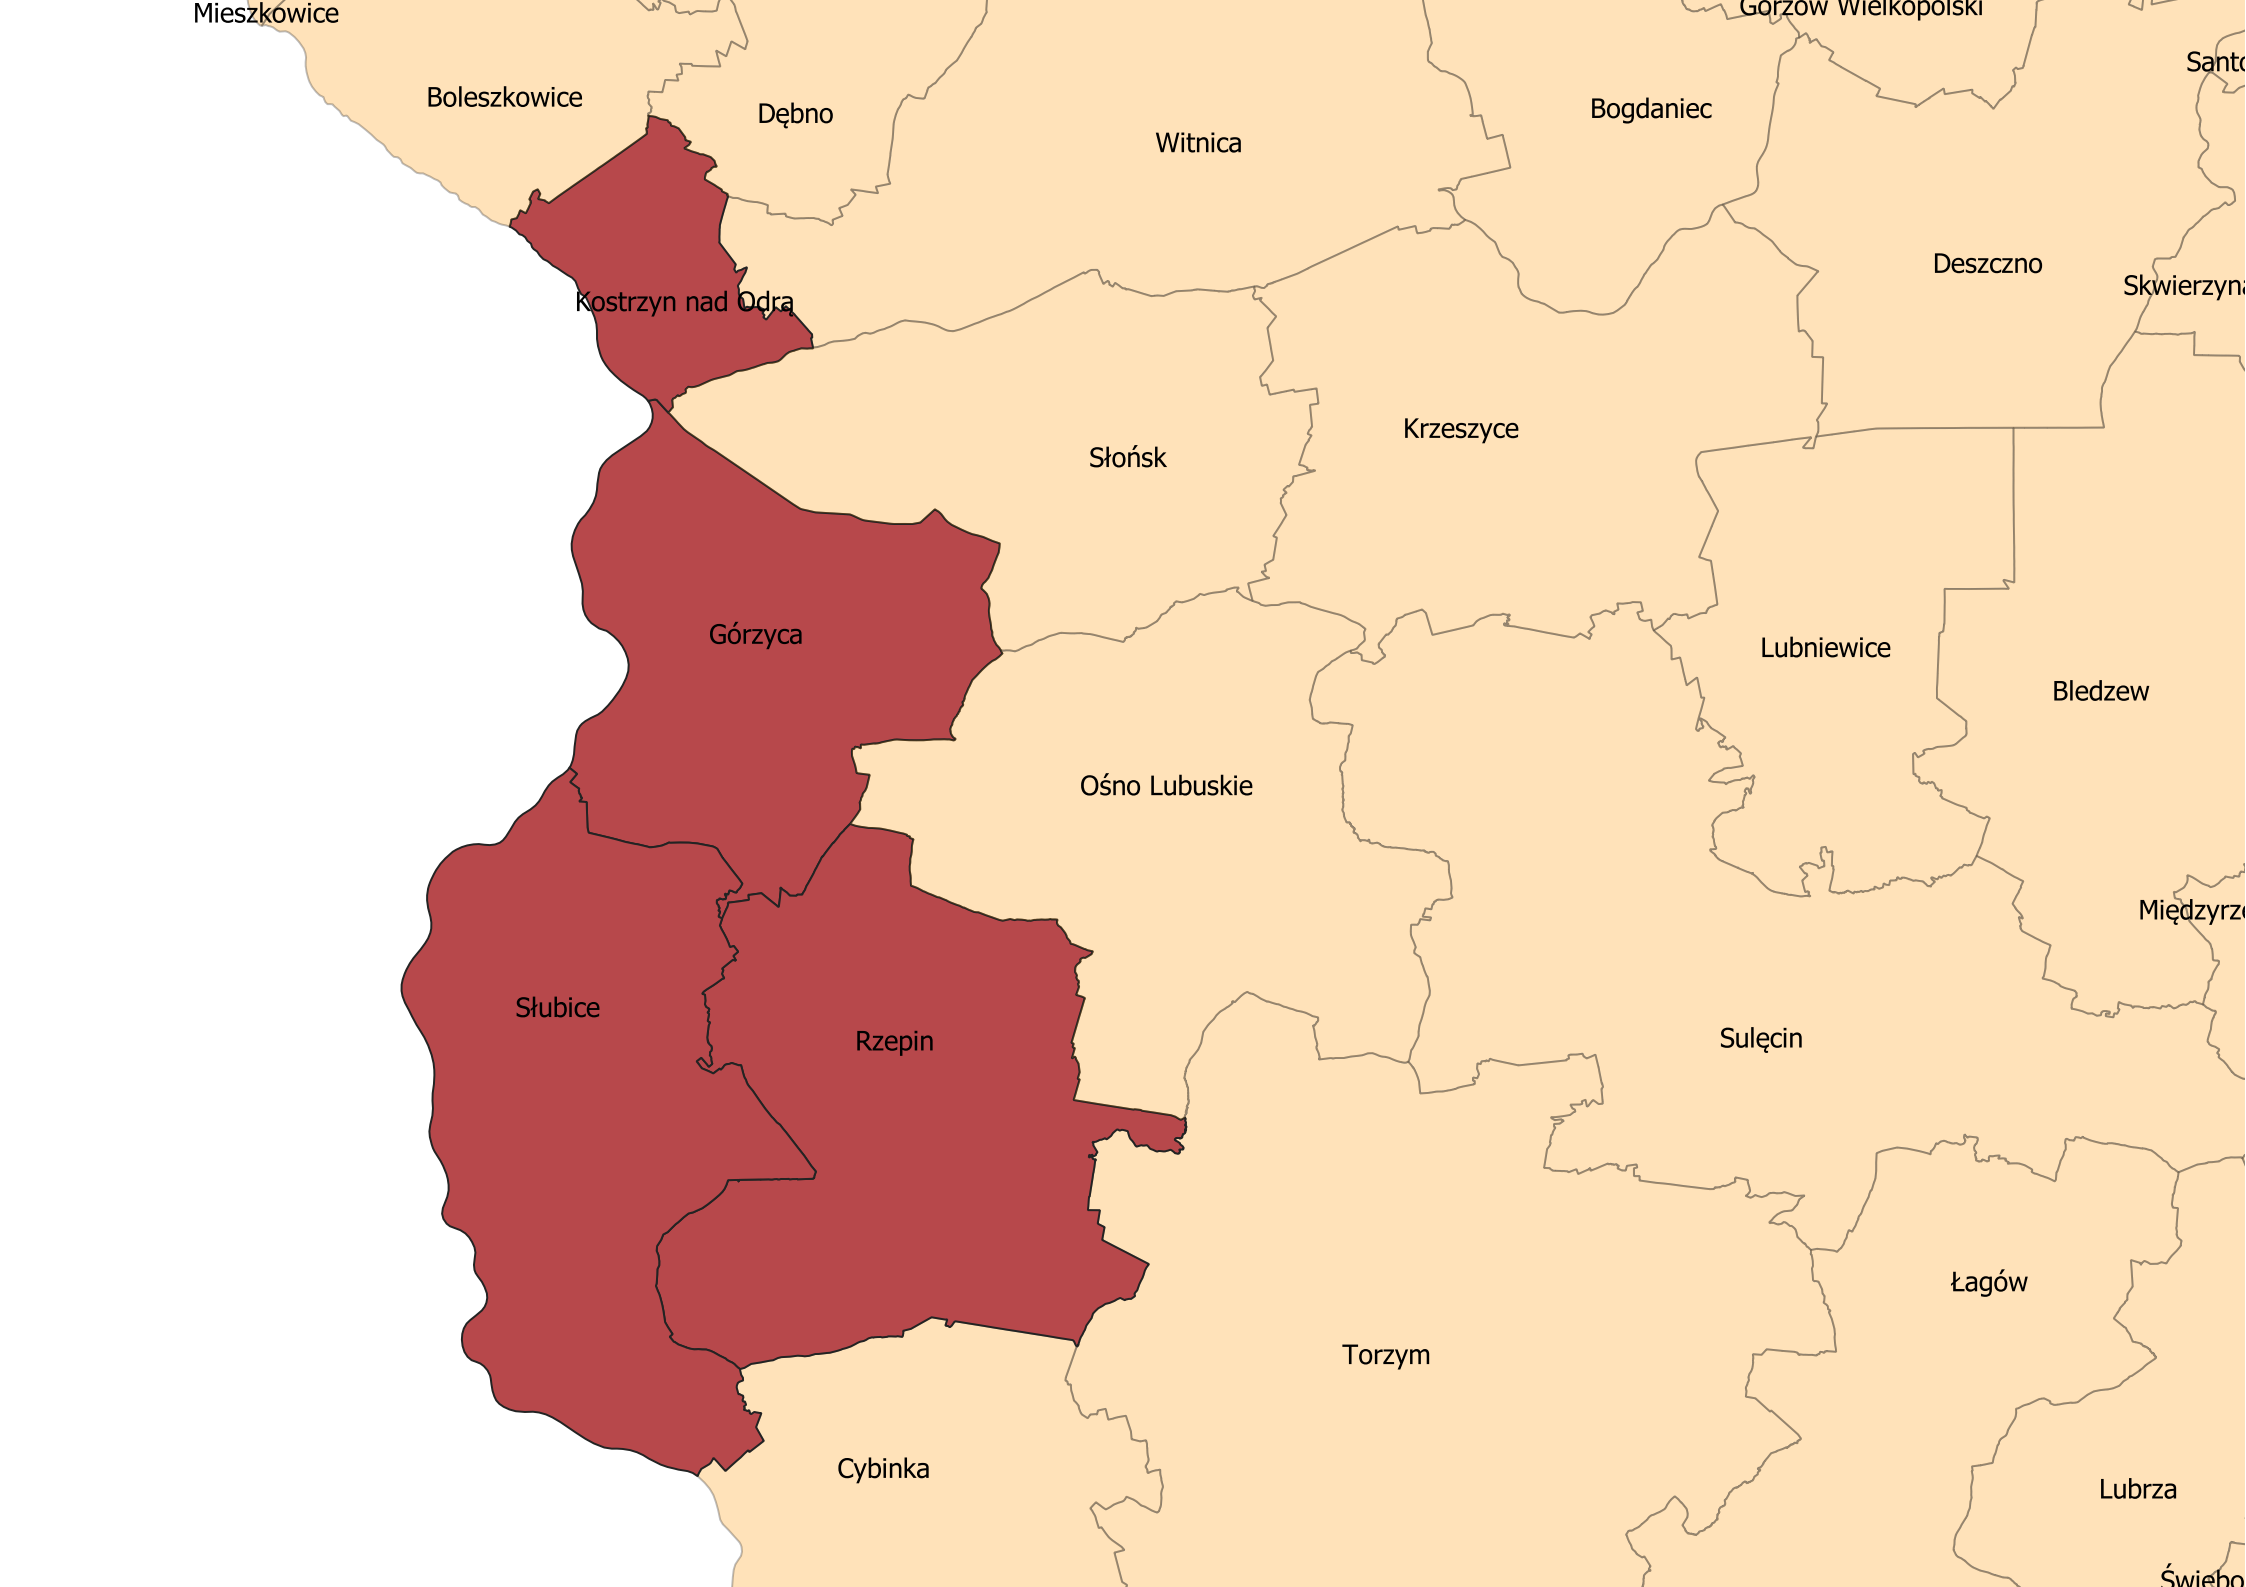 Mieszkowice
Gorzów Wielkopolski
Boleszkowice
Dębno
Witnica
Bogdaniec
Deszczno
Skwierzyna
Kostrzyn nad Odrą
Słońsk
Krzeszyce
Górzyca
Lubniewice
Bledzew
Ośno Lubuskie
Słubice
Rzepin
Sulęcin
Łagów
Torzym
Cybinka
Lubrza